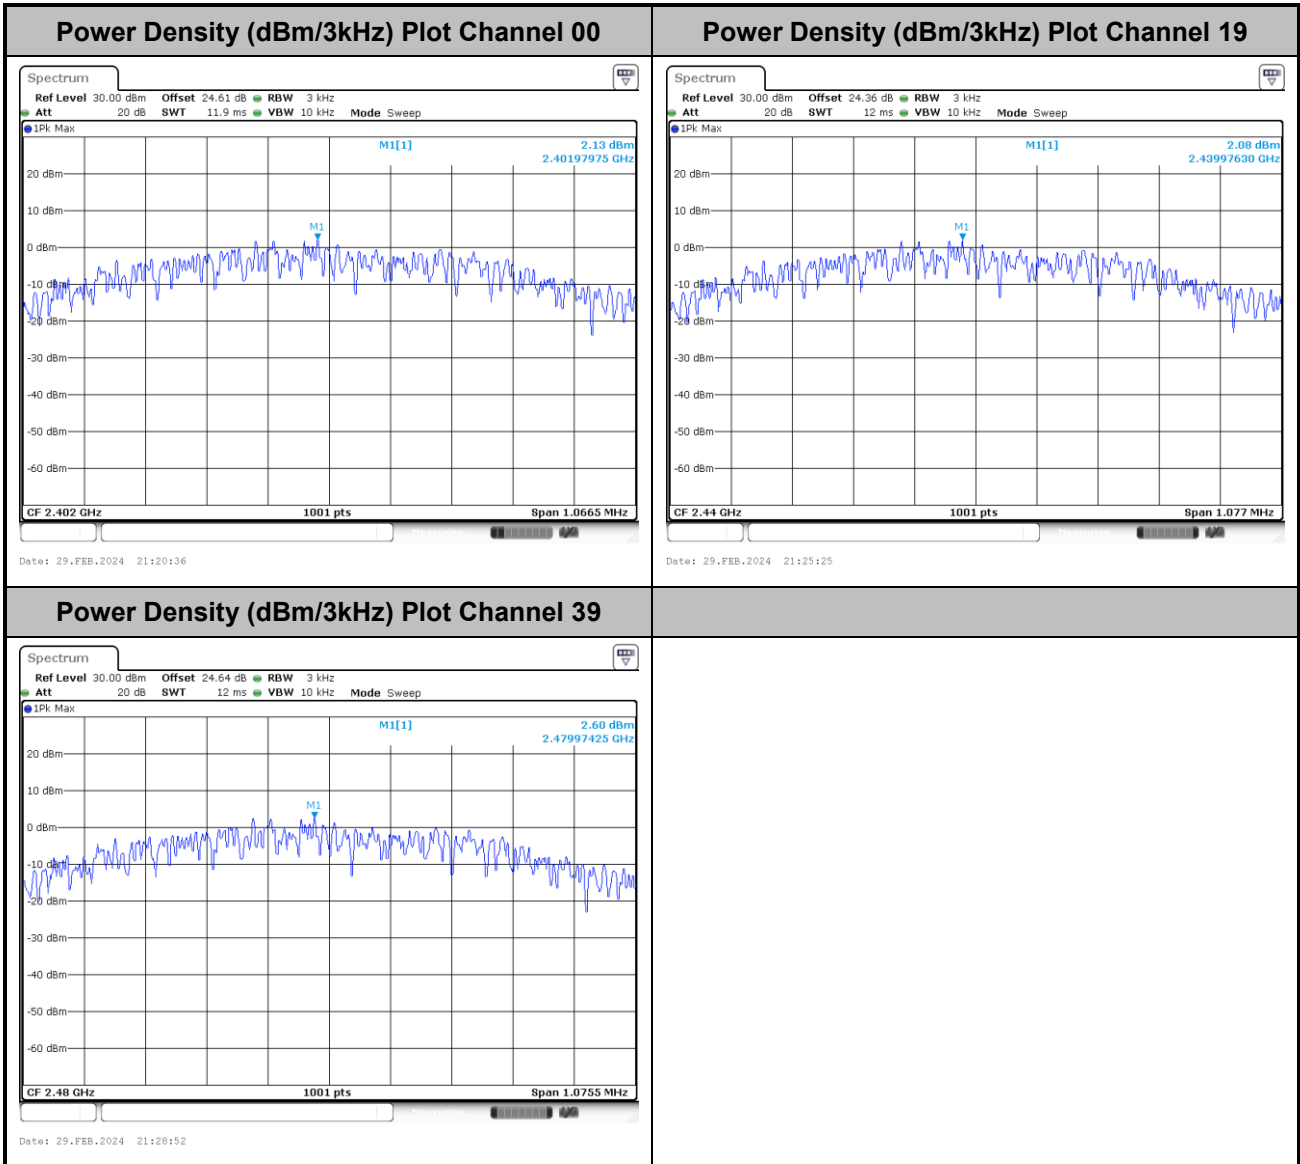 Power Density (dBm/3kHz) Plot Channel 00
Spectrum
Ref Level 30.00 dBm Offset 24.61 dB RBW 3 kHz
Att 20 dB SWT 11.9 ms VBW 10 kHz Mode Sweep
1Pk Max
M1[1] 2.13 dBm
2.40197975 GHz
20 dBm
10 dBm
M1
0 dBm
-10 dBm
-20 dBm
-30 dBm
-40 dBm
-50 dBm
-60 dBm
CF 2.402 GHz 1001 pts Span 1.0665 MHz
Date: 29.FEB.2024 21:20:36
Power Density (dBm/3kHz) Plot Channel 19
Spectrum
Ref Level 30.00 dBm Offset 24.36 dB RBW 3 kHz
Att 20 dB SWT 12 ms VBW 10 kHz Mode Sweep
1Pk Max
M1[1] 2.08 dBm
2.43997630 GHz
20 dBm
10 dBm
M1
0 dBm
-10 dBm
-20 dBm
-30 dBm
-40 dBm
-50 dBm
-60 dBm
CF 2.44 GHz 1001 pts Span 1.077 MHz
Date: 29.FEB.2024 21:25:25
Power Density (dBm/3kHz) Plot Channel 39
Spectrum
Ref Level 30.00 dBm Offset 24.64 dB RBW 3 kHz
Att 20 dB SWT 12 ms VBW 10 kHz Mode Sweep
1Pk Max
M1[1] 2.60 dBm
2.47997425 GHz
20 dBm
10 dBm
M1
0 dBm
-10 dBm
-20 dBm
-30 dBm
-40 dBm
-50 dBm
-60 dBm
CF 2.48 GHz 1001 pts Span 1.0755 MHz
Measuring
Date: 29.FEB.2024 21:28:52